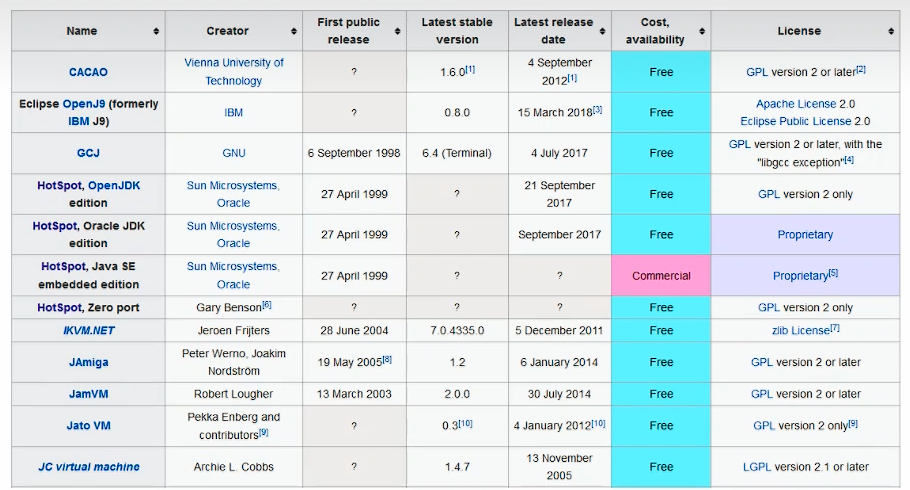 Name Creator First public release Latest stable version Latest release date Cost, availability License
CACAO Vienna University of Technology ? 1.6.0[1] 4 September 2012[1] Free GPL version 2 or later[2]
Eclipse OpenJ9 (formerly IBM J9) IBM ? 0.8.0 15 March 2018[3] Free Apache License 2.0 Eclipse Public License 2.0
GCJ GNU 6 September 1998 6.4 (Terminal) 4 July 2017 Free GPL version 2 or later, with the "libgcc exception"[4]
HotSpot, OpenJDK edition Sun Microsystems, Oracle 27 April 1999 ? 21 September 2017 Free GPL version 2 only
HotSpot, Oracle JDK edition Sun Microsystems, Oracle 27 April 1999 ? September 2017 Free Proprietary
HotSpot, Java SE embedded edition Sun Microsystems, Oracle 27 April 1999 ? ? Commercial Proprietary[5]
HotSpot, Zero port Gary Benson[6] ? ? ? Free GPL version 2 only
IKVM.NET Jeroen Frijters 28 June 2004 7.0.4335.0 5 December 2011 Free zlib License[7]
JAmiga Peter Werno, Joakim Nordström 19 May 2005[8] 1.2 6 January 2014 Free GPL version 2 or later
JamVM Robert Lougher 13 March 2003 2.0.0 30 July 2014 Free GPL version 2 or later
Jato VM Pekka Enberg and contributors[9] ? 0.3[10] 4 January 2012[10] Free GPL version 2 only[9]
JC virtual machine Archie L. Cobbs ? 1.4.7 13 November 2005 Free LGPL version 2.1 or later